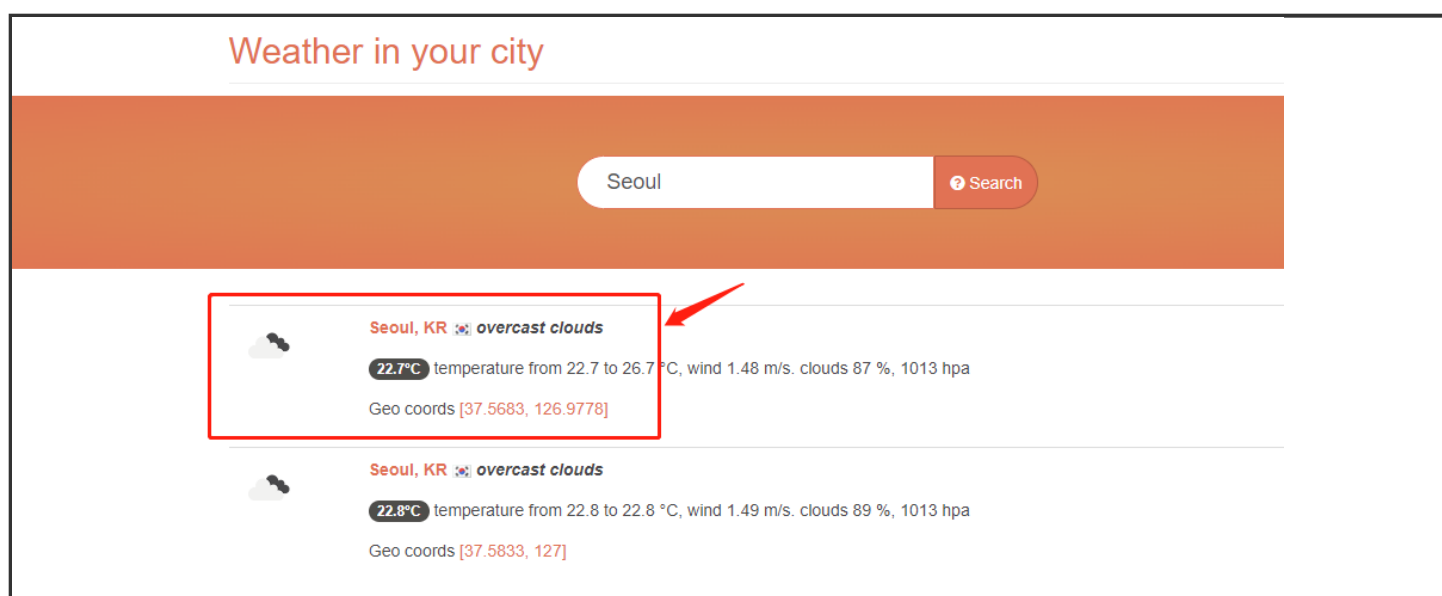 Weather in your city
Seoul
Search
Seoul, KR overcast clouds
22.7°C temperature from 22.7 to 26.7 °C, wind 1.48 m/s. clouds 87 %, 1013 hpa
Geo coords [37.5683, 126.9778]
Seoul, KR overcast clouds
22.8°C temperature from 22.8 to 22.8 °C, wind 1.49 m/s. clouds 89 %, 1013 hpa
Geo coords [37.5833, 127]